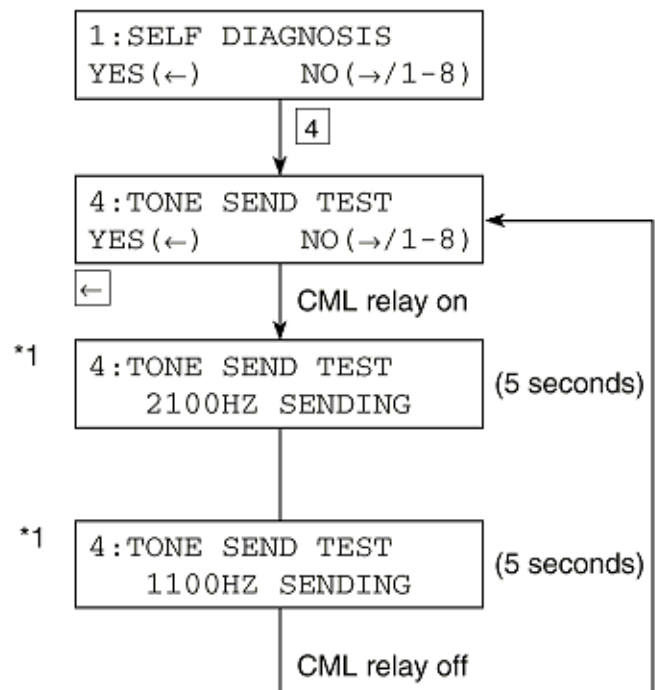 1:SELF DIAGNOSIS
YES(←) NO(→/1-8)
4
4:TONE SEND TEST
YES(←) NO(→/1-8)
←
CML relay on
*1
4:TONE SEND TEST
2100HZ SENDING
(5 seconds)
*1
4:TONE SEND TEST
1100HZ SENDING
(5 seconds)
CML relay off